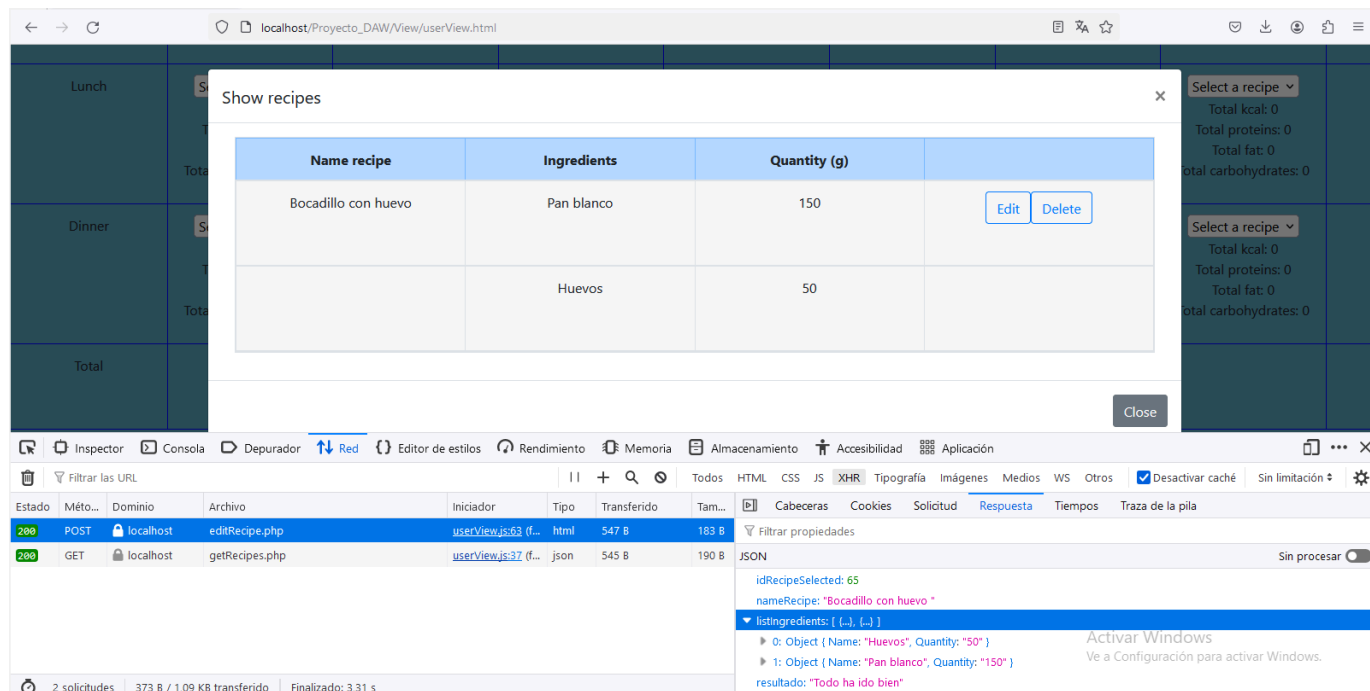 localhost/Proyecto_DAW/View/userView.html
Lunch
Show recipes
×
Select a recipe
Total kcal: 0
Total proteins: 0
Total fat: 0
otal carbohydrates: 0
Name recipe Ingredients Quantity (g)
Bocadillo con huevo Pan blanco 150 Edit Delete
Huevos 50
Dinner
Select a recipe
Total kcal: 0
Total proteins: 0
Total fat: 0
otal carbohydrates: 0
Total
Close
Inspector Consola Depurador Red Editor de estilos Rendimiento Memoria Almacenamiento Accesibilidad Aplicación
Filtrar las URL Todos HTML CSS JS XHR Tipografía Imágenes Medios WS Otros Desactivar caché Sin limitación
Estado Méto... Dominio Archivo Iniciador Tipo Transferido Tam...
200 POST localhost editRecipe.php userView.js:63 (f... html 547 B 183 B
200 GET localhost getRecipes.php userView.js:37 (f... json 545 B 190 B
Cabeceras Cookies Solicitud Respuesta Tiempos Traza de la pila
Filtrar propiedades
JSON Sin procesar
idRecipeSelected: 65
nameRecipe: "Bocadillo con huevo "
listIngredients: [ {…}, {…} ]
0: Object { Name: "Huevos", Quantity: "50" }
1: Object { Name: "Pan blanco", Quantity: "150" }
resultado: "Todo ha ido bien"
Activar Windows
Ve a Configuración para activar Windows.
2 solicitudes 373 B / 1,09 KB transferido Finalizado: 3,31 s